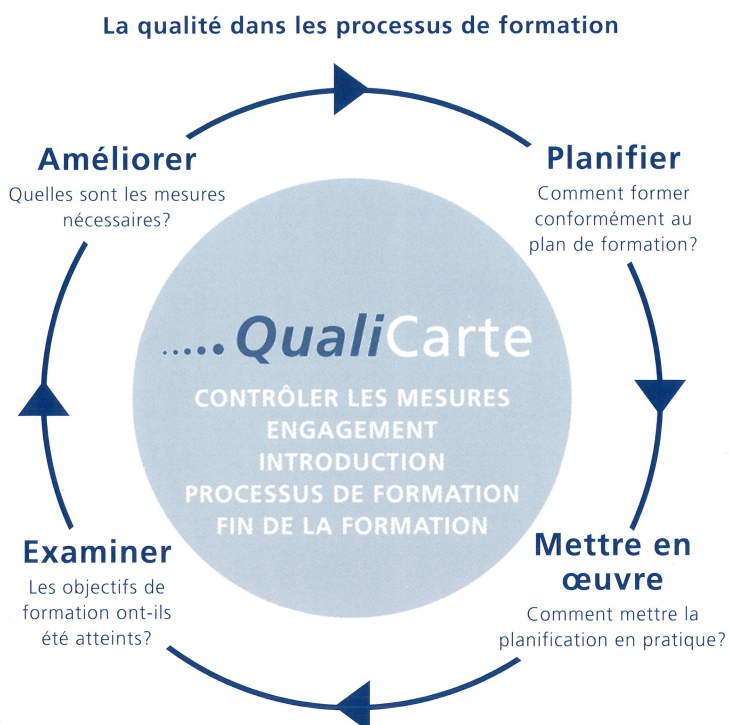 La qualité dans les processus de formation
Améliorer
Quelles sont les mesures
nécessaires?
Planifier
Comment former
conformément au
plan de formation?
..... QualiCarte
CONTRÔLER LES MESURES
ENGAGEMENT
INTRODUCTION
PROCESSUS DE FORMATION
FIN DE LA FORMATION
Examiner
Les objectifs de
formation ont-ils
été atteints?
Mettre en
œuvre
Comment mettre la
planification en pratique?